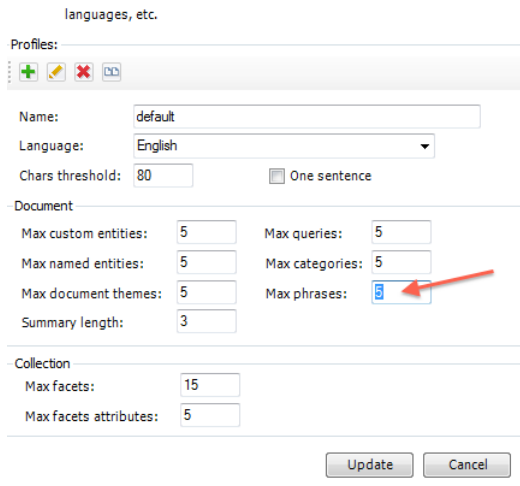 languages, etc.
Profiles:
Name: default
Language: English
Chars threshold: 80 One sentence
Document
Max custom entities: 5 Max queries: 5
Max named entities: 5 Max categories: 5
Max document themes: 5 Max phrases: 5
Summary length: 3
Collection
Max facets: 15
Max facets attributes: 5
Update Cancel